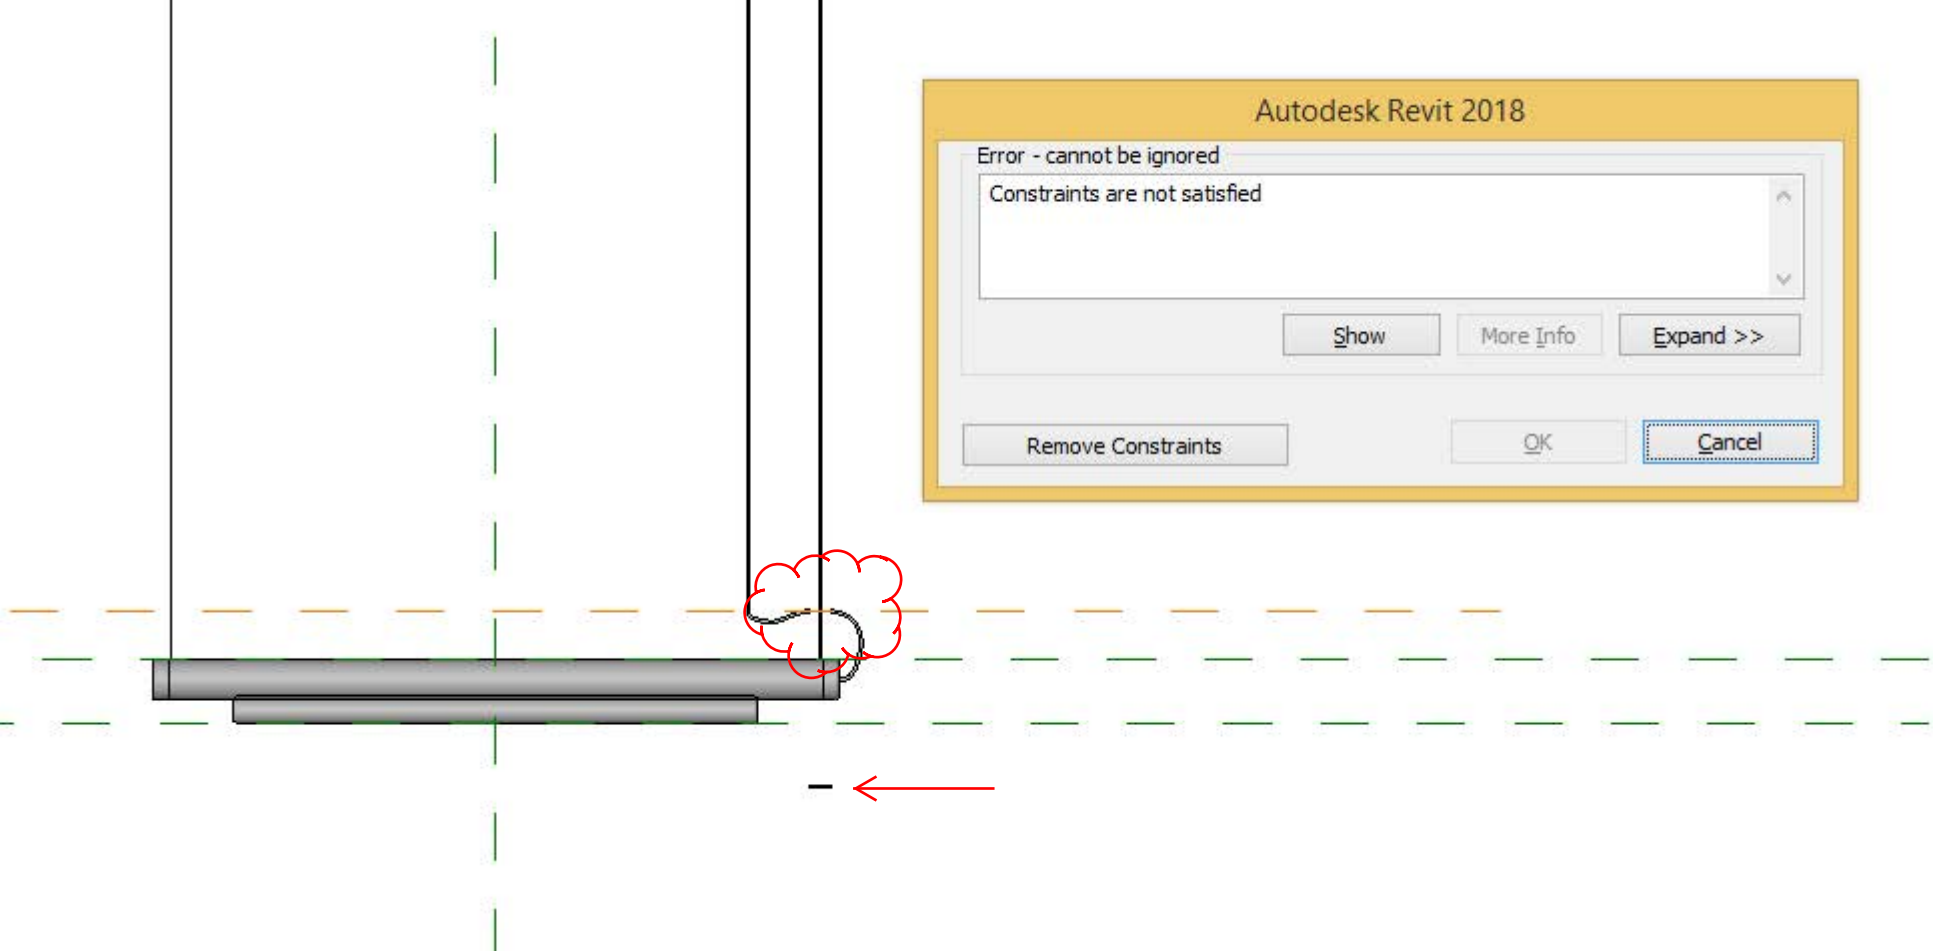 Autodesk Revit 2018
Error - cannot be ignored
Constraints are not satisfied
Show
More Info
Expand >>
Remove Constraints
OK
Cancel